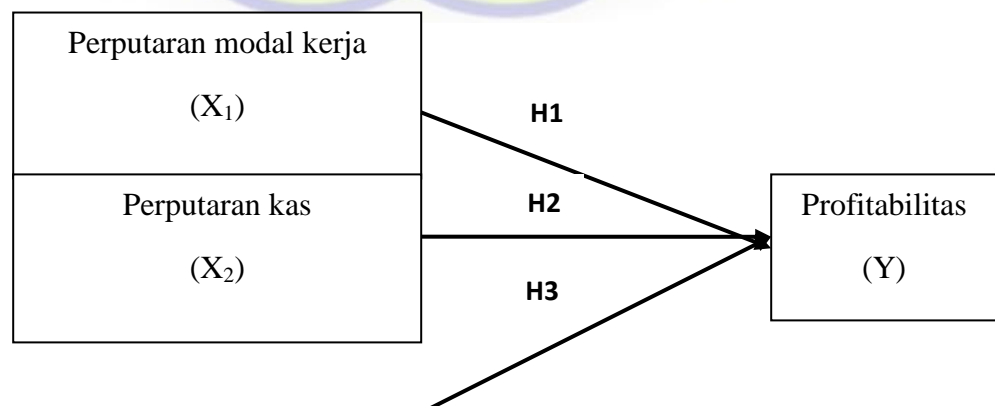 Perputaran modal kerja
(X₁)
H1
Perputaran kas
(X₂)
H2
H3
Profitabilitas
(Y)